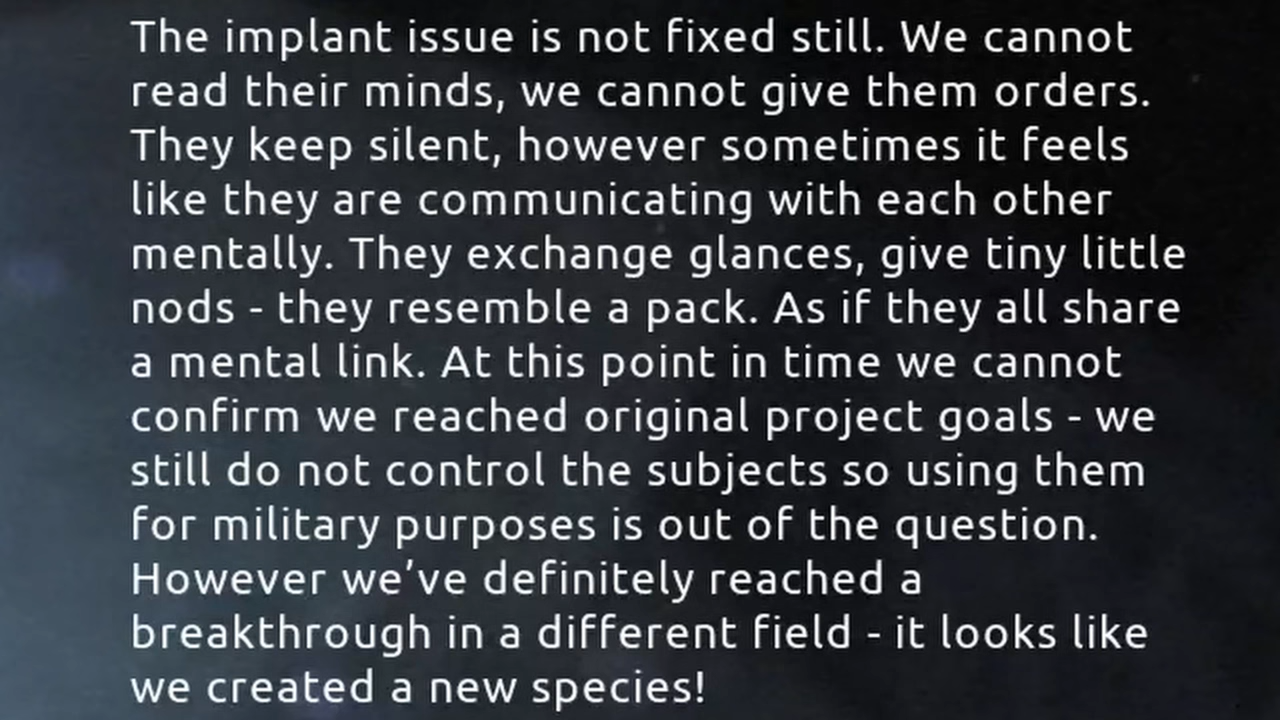 The implant issue is not fixed still. We cannot
read their minds, we cannot give them orders.
They keep silent, however sometimes it feels
like they are communicating with each other
mentally. They exchange glances, give tiny little
nods - they resemble a pack. As if they all share
a mental link. At this point in time we cannot
confirm we reached original project goals - we
still do not control the subjects so using them
for military purposes is out of the question.
However we’ve definitely reached a
breakthrough in a different field - it looks like
we created a new species!